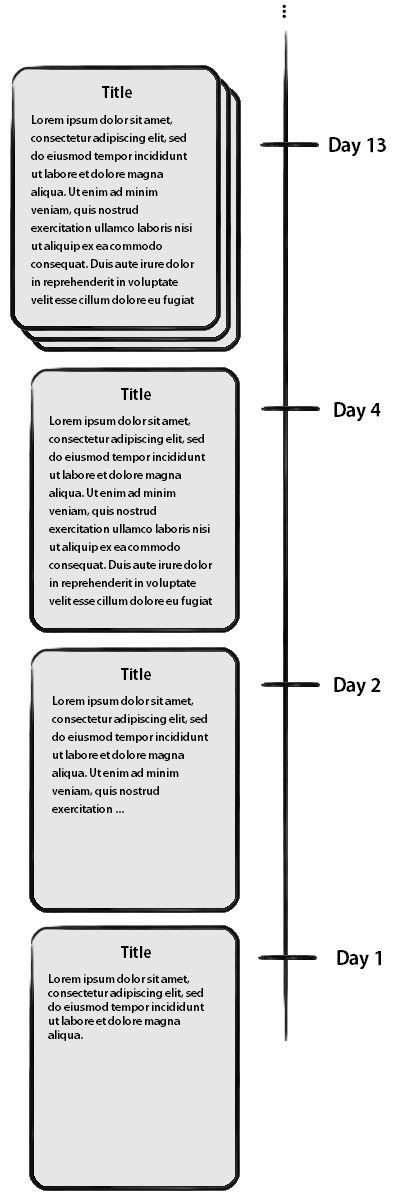 ⋮
Title
Lorem ipsum dolor sit amet,
consectetur adipiscing elit, sed
do eiusmod tempor incididunt
ut labore et dolore magna
aliqua. Ut enim ad minim
veniam, quis nostrud
exercitation ullamco laboris nisi
ut aliquip ex ea commodo
consequat. Duis aute irure dolor
in reprehenderit in voluptate
velit esse cillum dolore eu fugiat
Day 13
Title
Lorem ipsum dolor sit amet,
consectetur adipiscing elit, sed
do eiusmod tempor incididunt
ut labore et dolore magna
aliqua. Ut enim ad minim
veniam, quis nostrud
exercitation ullamco laboris nisi
ut aliquip ex ea commodo
consequat. Duis aute irure dolor
in reprehenderit in voluptate
velit esse cillum dolore eu fugiat
Day 4
Title
Lorem ipsum dolor sit amet,
consectetur adipiscing elit, sed
do eiusmod tempor incididunt
ut labore et dolore magna
aliqua. Ut enim ad minim
veniam, quis nostrud
exercitation ...
Day 2
Title
Lorem ipsum dolor sit amet,
consectetur adipiscing elit, sed
do eiusmod tempor incididunt
ut labore et dolore magna
aliqua.
Day 1